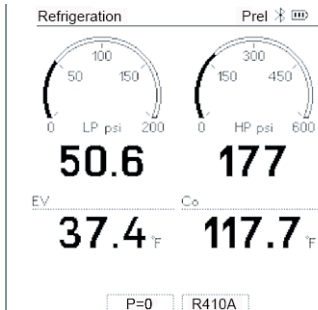 Refrigeration Prel
100 300
50 150 150 450
0 LP psi 200 0 HP psi 600
50.6 177
EV Co
37.4 °F 117.7 °F
P=0 R410A